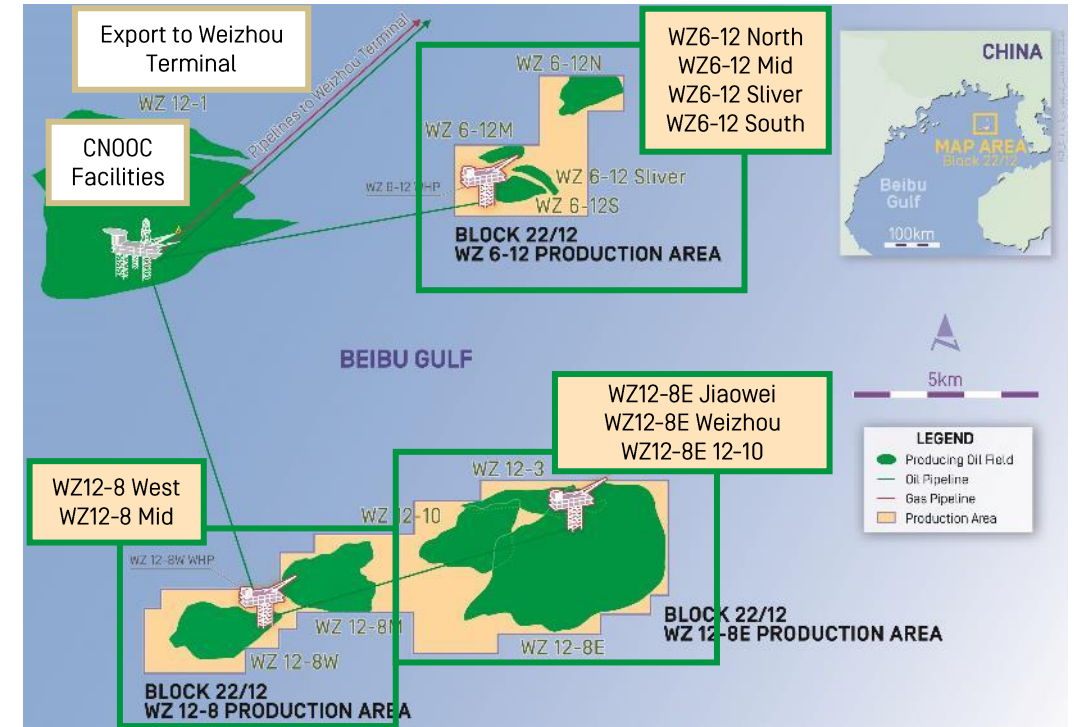 Export to Weizhou
Terminal
WZ 12-1
Pipelines to Weizhou Terminal
CNOOC
Facilities
WZ6-12 North
WZ6-12 Mid
WZ6-12 Sliver
WZ6-12 South
WZ 6-12N
WZ 6-12M
WZ 6-12 WHP
WZ 6-12 Sliver
WZ 6-12S
BLOCK 22/12
WZ 6-12 PRODUCTION AREA
CHINA
MAP AREA
Block 22/12
Beibu
Gulf
100km
BEIBU GULF
5km
LEGEND
Producing Oil Field
Oil Pipeline
Gas Pipeline
Production Area
WZ12-8E Jiaowei
WZ12-8E Weizhou
WZ12-8E 12-10
WZ12-8 West
WZ12-8 Mid
WZ 12-3
WZ 12-10
WZ 12-8W WHP
WZ 12-8M
WZ 12-8W
WZ 12-8E
BLOCK 22/12
WZ 12-8E PRODUCTION AREA
BLOCK 22/12
WZ 12-8 PRODUCTION AREA